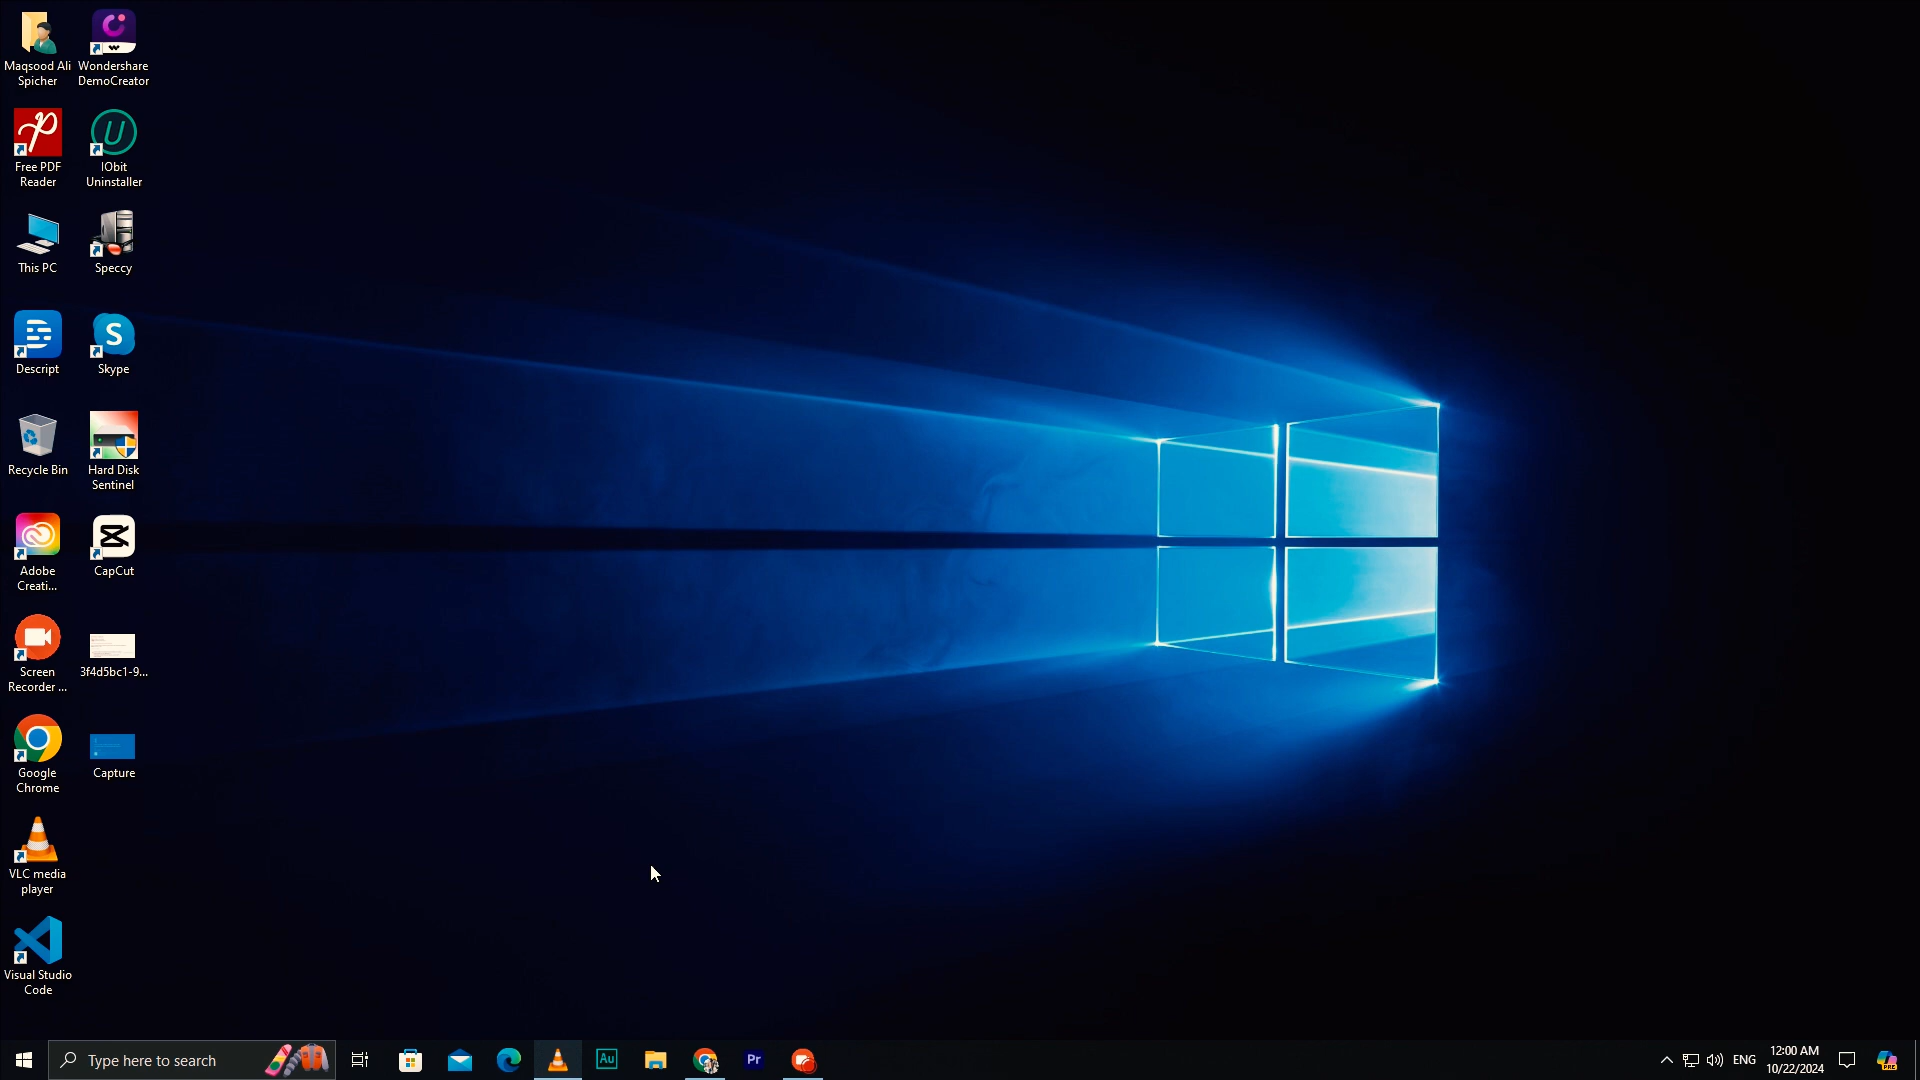 Maqsood Ali
Spicher
Wondershare
DemoCreator
Free PDF
Reader
IObit
Uninstaller
This PC
Speccy
Descript
Skype
Recycle Bin
Hard Disk
Sentinel
Adobe
Creati...
CapCut
Screen
Recorder ...
3f4d5bc1-9...
Google
Chrome
Capture
VLC media
player
Visual Studio
Code
Type here to search
Au
Pr
ENG
12:00 AM
10/22/2024
PRE